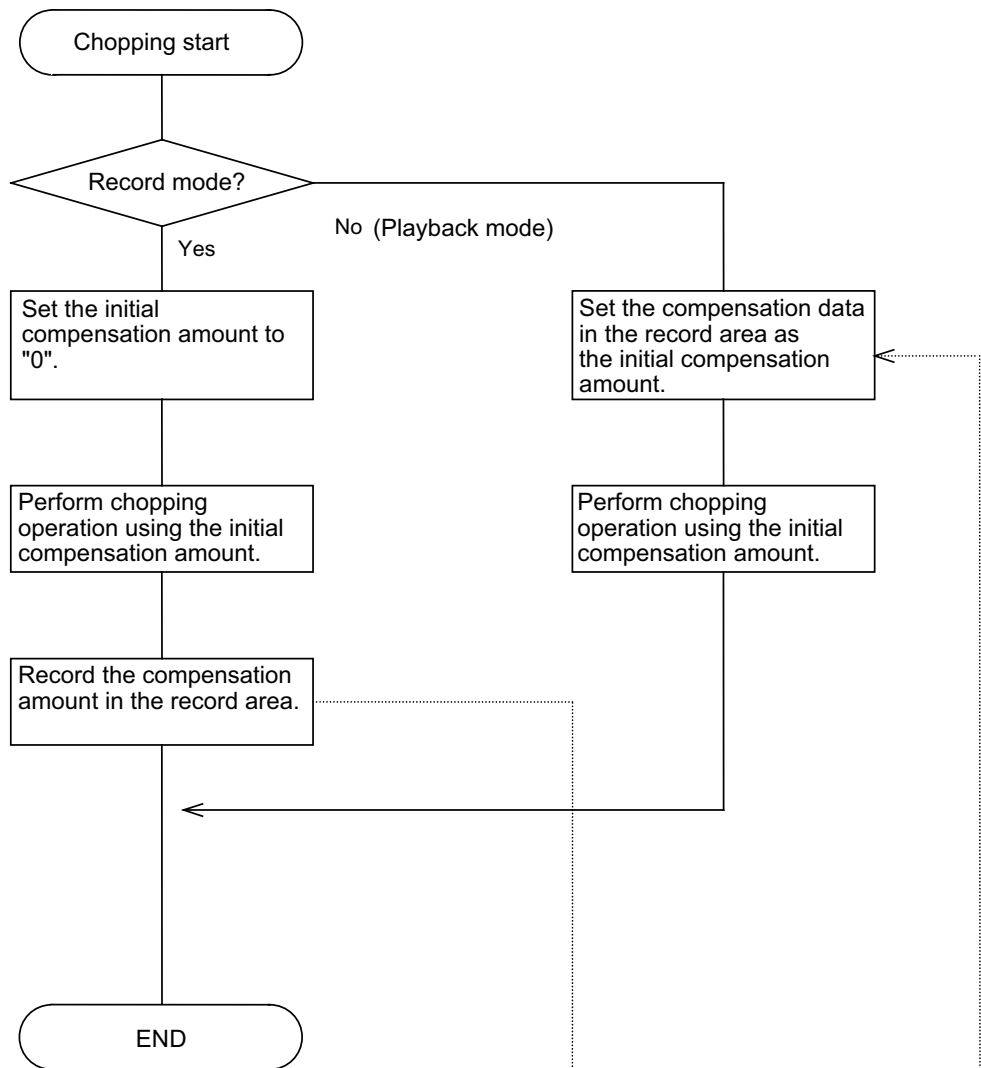 Chopping start
Record mode?
No (Playback mode)
Yes
Set the initial
compensation amount to
"0".
Set the compensation data
in the record area as
the initial compensation
amount.
Perform chopping
operation using the initial
compensation amount.
Perform chopping
operation using the initial
compensation amount.
Record the compensation
amount in the record area.
END